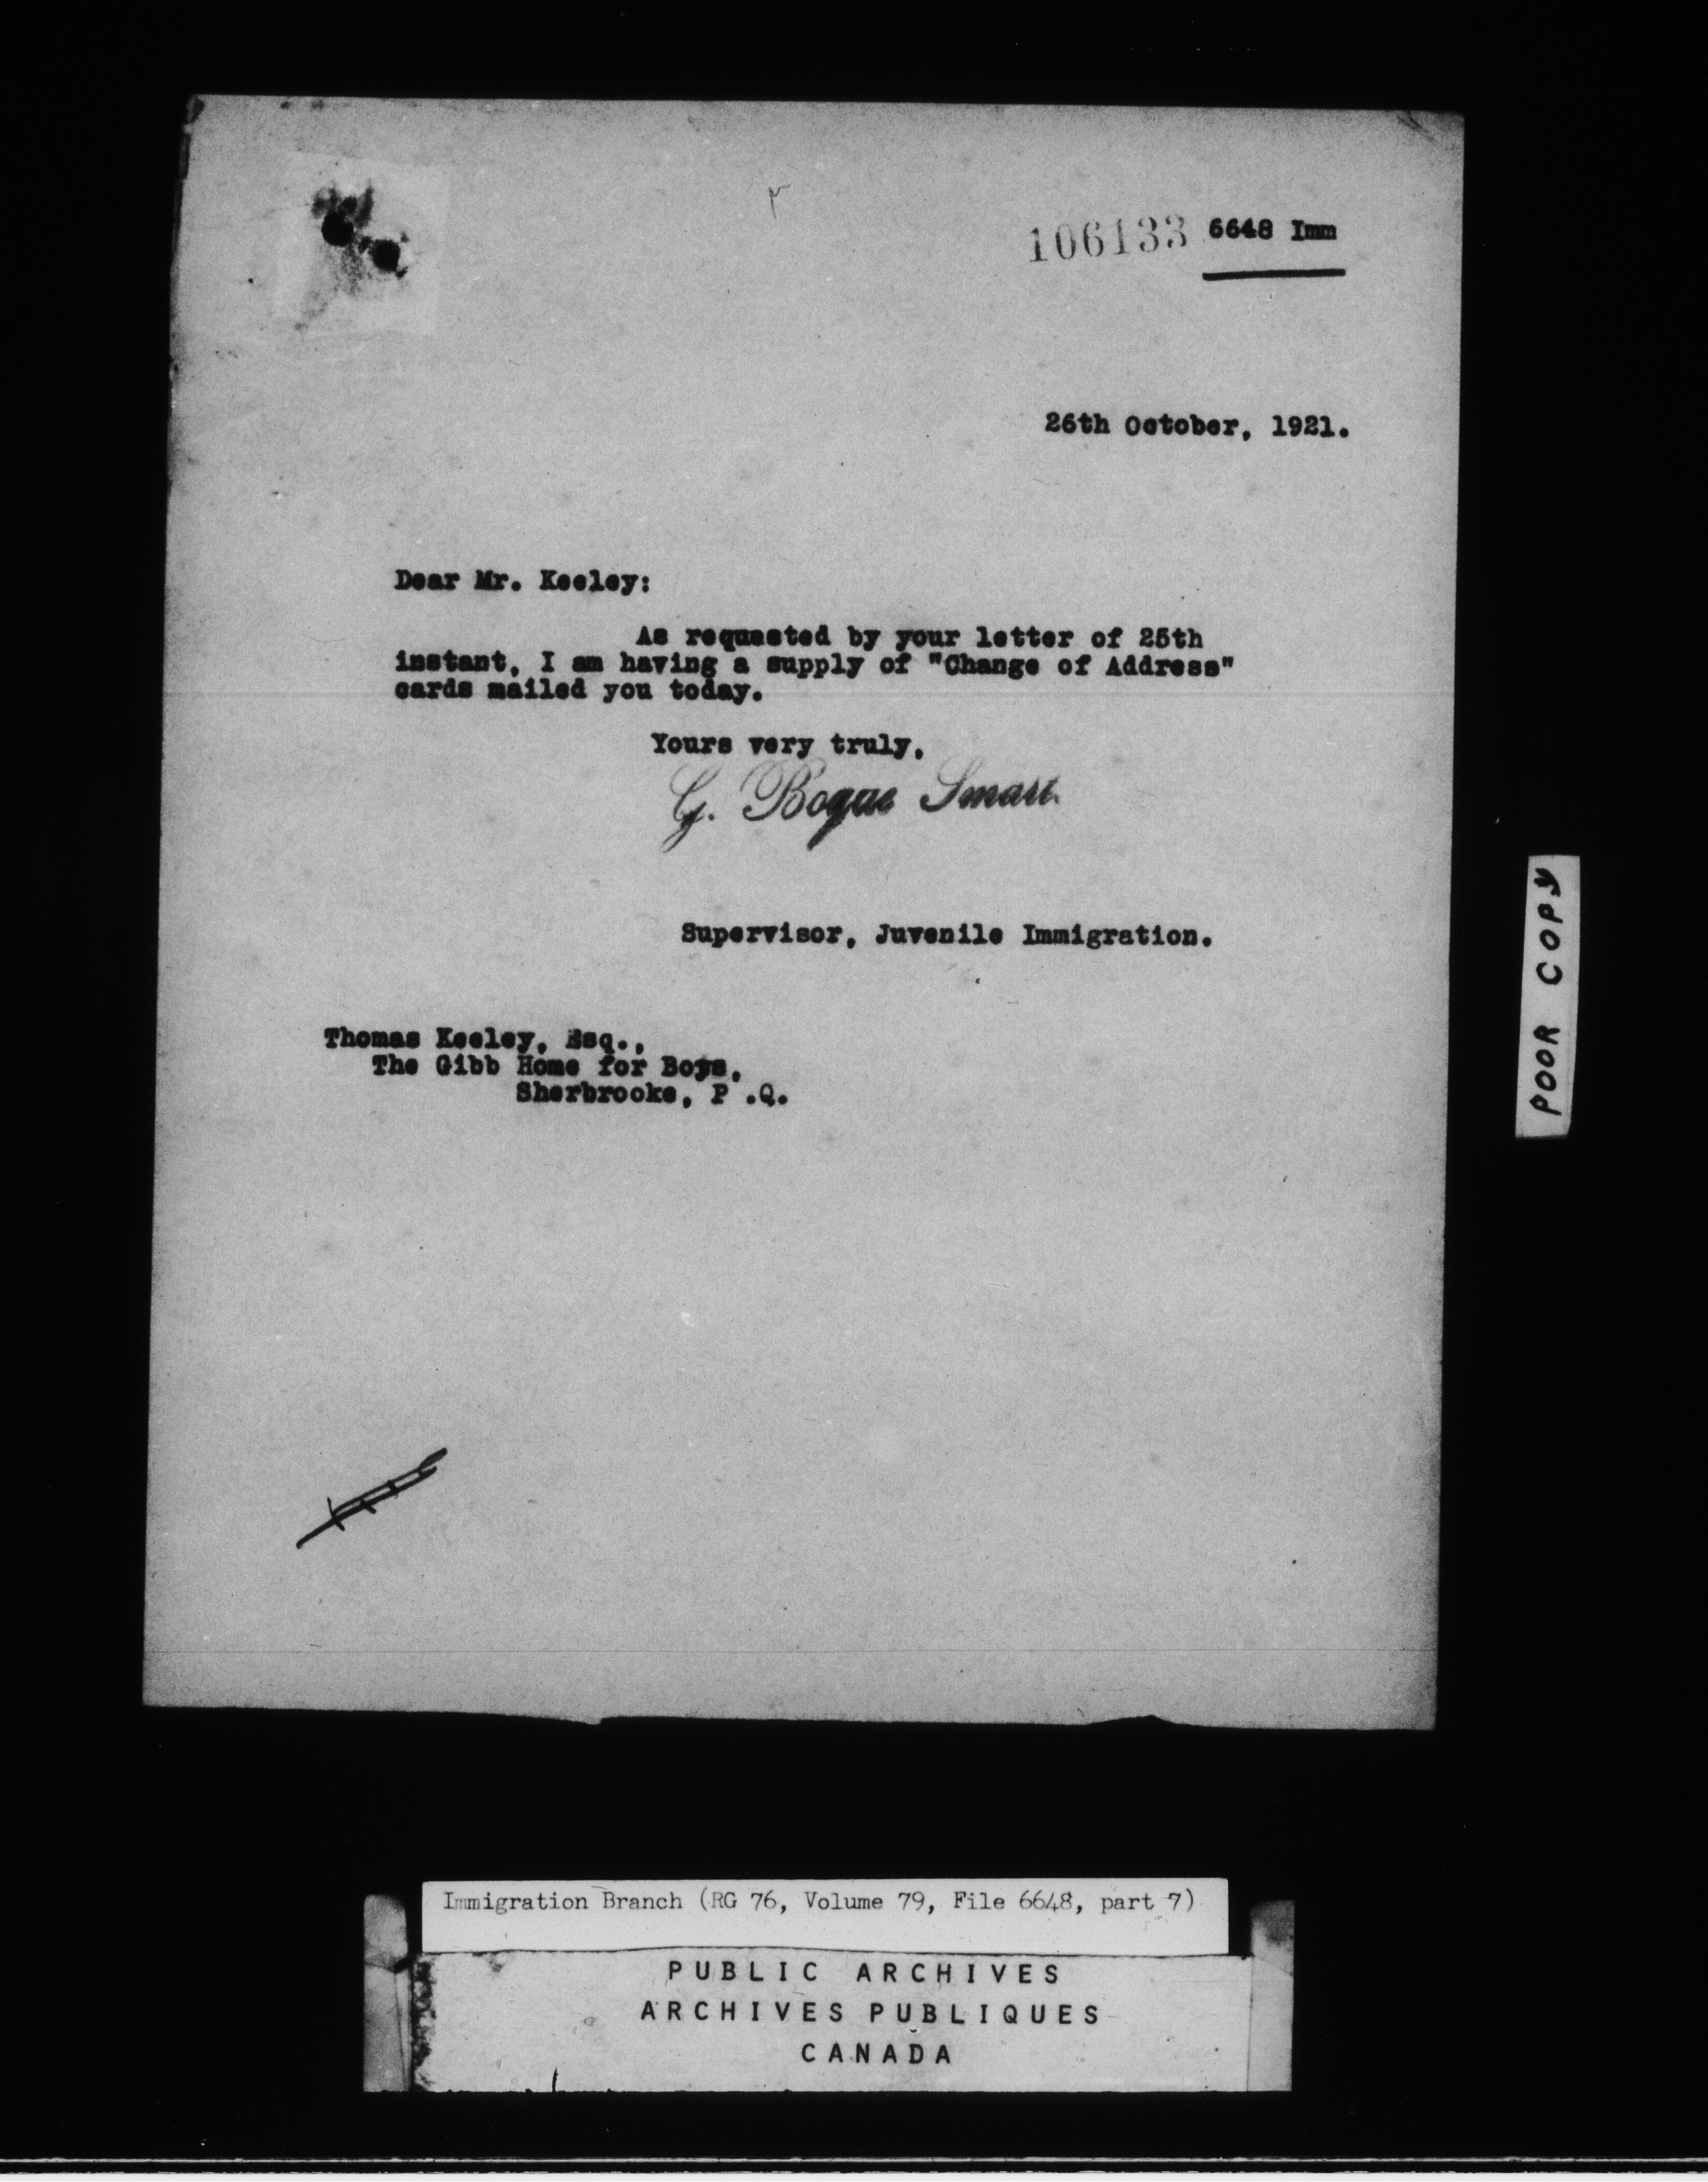 106133 6648 Imm
26th October, 1921.
Dear Mr. Keeley:
As requested by your letter of 25th
instant, I am having a supply of "Change of Address"
cards mailed you today.
Yours very truly,
G. Bogue Smart.
Supervisor, Juvenile Immigration.
Thomas Keeley, Esq.,
The Gibb Home for Boys,
Sherbrooke, P .Q.
POOR COPY
Immigration Branch (RG 76, Volume 79, File 6648, part 7)
PUBLIC ARCHIVES
ARCHIVES PUBLIQUES
CANADA